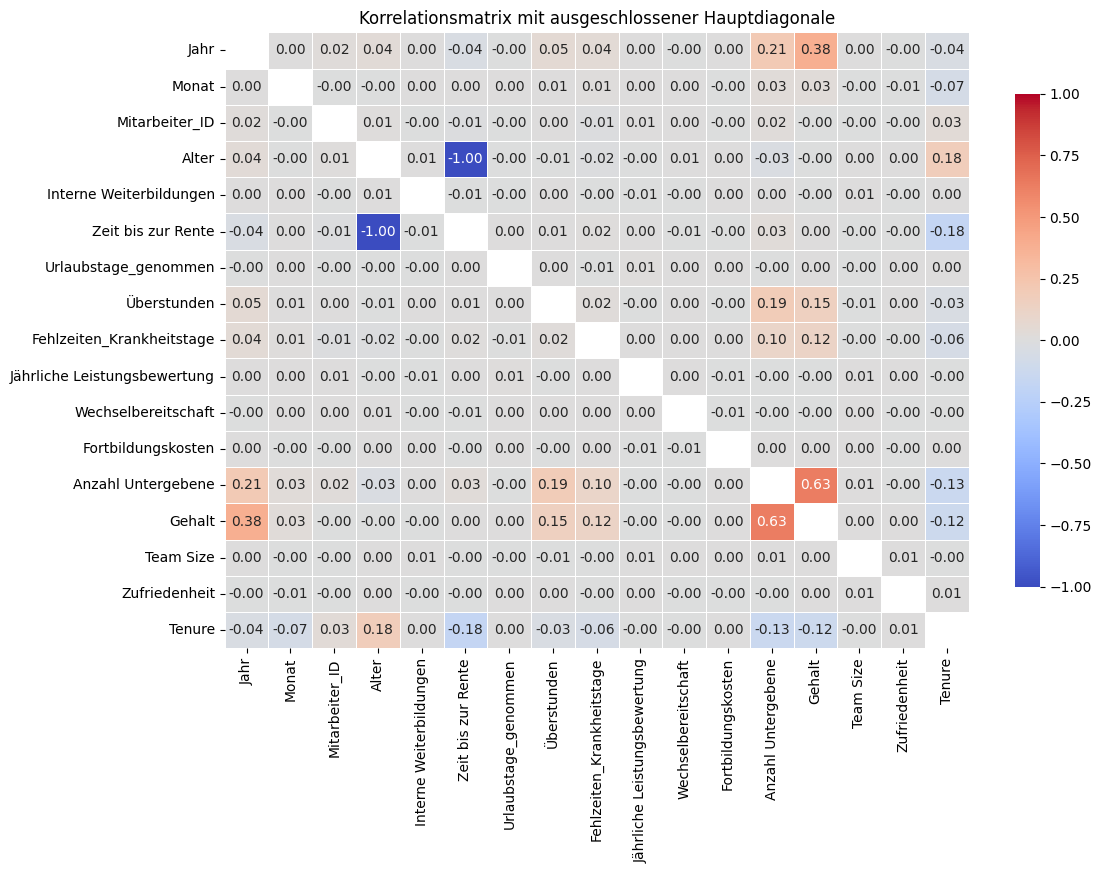 Korrelationsmatrix mit ausgeschlossener Hauptdiagonale
Jahr 0.00 0.02 0.04 0.00 -0.04 -0.00 0.05 0.04 0.00 -0.00 0.00 0.21 0.38 0.00 -0.00 -0.04
Monat 0.00 -0.00 -0.00 0.00 0.00 0.00 0.01 0.01 0.00 0.00 -0.00 0.03 0.03 -0.00 -0.01 -0.07
Mitarbeiter_ID 0.02 -0.00 0.01 -0.00 -0.01 -0.00 0.00 -0.01 0.01 0.00 -0.00 0.02 -0.00 -0.00 -0.00 0.03
Alter 0.04 -0.00 0.01 0.01 -1.00 -0.00 -0.01 -0.02 -0.00 0.01 0.00 -0.03 -0.00 0.00 0.00 0.18
Interne Weiterbildungen 0.00 0.00 -0.00 0.01 -0.01 -0.00 0.00 0.00 -0.01 -0.00 0.00 0.00 -0.00 0.01 -0.00 0.00
Zeit bis zur Rente -0.04 0.00 -0.01 -1.00 -0.01 0.00 0.01 0.02 0.00 -0.01 -0.00 0.03 0.00 -0.00 -0.00 -0.18
Urlaubstage_genommen -0.00 0.00 -0.00 -0.00 -0.00 0.00 0.00 -0.01 0.01 0.00 0.00 -0.00 0.00 -0.00 0.00 0.00
Überstunden 0.05 0.01 0.00 -0.01 0.00 0.01 0.00 0.02 -0.00 0.00 -0.00 0.19 0.15 -0.01 0.00 -0.03
Fehlzeiten_Krankheitstage 0.04 0.01 -0.01 -0.02 0.00 0.02 -0.01 0.02 0.00 0.00 0.00 0.10 0.12 -0.00 -0.00 -0.06
Jährliche Leistungsbewertung 0.00 0.00 0.01 -0.00 -0.01 0.00 0.01 -0.00 0.00 0.00 -0.01 -0.00 -0.00 0.01 0.00 -0.00
Wechselbereitschaft -0.00 0.00 0.00 0.01 -0.00 -0.01 0.00 0.00 0.00 0.00 -0.01 -0.00 -0.00 0.00 -0.00 -0.00
Fortbildungskosten 0.00 -0.00 -0.00 0.00 0.00 -0.00 0.00 -0.00 0.00 -0.01 -0.01 0.00 0.00 0.00 -0.00 0.00
Anzahl Untergebene 0.21 0.03 0.02 -0.03 0.00 0.03 -0.00 0.19 0.10 -0.00 -0.00 0.00 0.63 0.01 -0.00 -0.13
Gehalt 0.38 0.03 -0.00 -0.00 -0.00 0.00 0.00 0.15 0.12 -0.00 -0.00 0.00 0.63 0.00 0.00 -0.12
Team Size 0.00 -0.00 -0.00 0.00 0.01 -0.00 -0.00 -0.01 -0.00 0.01 0.00 0.00 0.01 0.00 0.01 -0.00
Zufriedenheit -0.00 -0.01 -0.00 0.00 -0.00 -0.00 0.00 0.00 -0.00 0.00 -0.00 -0.00 -0.00 0.00 0.01 0.01
Tenure -0.04 -0.07 0.03 0.18 0.00 -0.18 0.00 -0.03 -0.06 -0.00 -0.00 0.00 -0.13 -0.12 -0.00 0.01
Jahr
Monat
Mitarbeiter_ID
Alter
Interne Weiterbildungen
Zeit bis zur Rente
Urlaubstage_genommen
Überstunden
Fehlzeiten_Krankheitstage
Jährliche Leistungsbewertung
Wechselbereitschaft
Fortbildungskosten
Anzahl Untergebene
Gehalt
Team Size
Zufriedenheit
Tenure
1.00
0.75
0.50
0.25
0.00
−0.25
−0.50
−0.75
−1.00